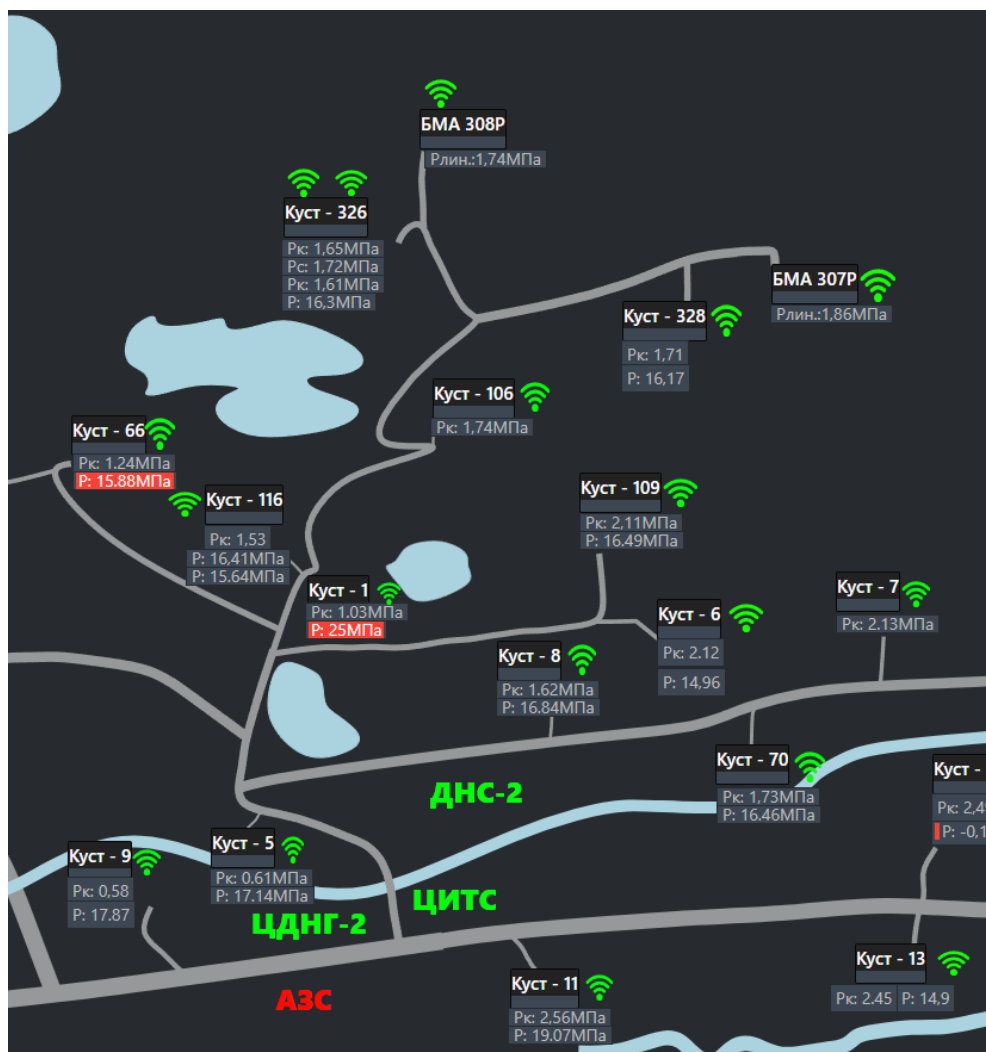 БМА 308Р
Рлин.:1,74МПа
Куст - 326
Рк: 1,65МПа
Рс: 1,72МПа
Рк: 1,61МПа
Р: 16,3МПа
БМА 307Р
Рлин.:1,86МПа
Куст - 328
Рк: 1,71
Р: 16,17
Куст - 106
Рк: 1,74МПа
Куст - 66
Рк: 1.24МПа
Р: 15.88МПа
Куст - 116
Рк: 1,53
Р: 16,41МПа
Р: 15.64МПа
Куст - 109
Рк: 2,11МПа
Р: 16.49МПа
Куст - 1
Рк: 1.03МПа
Р: 25МПа
Куст - 7
Рк: 2.13МПа
Куст - 6
Рк: 2.12
Р: 14,96
Куст - 8
Рк: 1.62МПа
Р: 16.84МПа
Куст - 70
Рк: 1,73МПа
Р: 16.46МПа
Куст -
Рк: 2,4
Р: -0,1
ДНС-2
Куст - 5
Рк: 0.61МПа
Р: 17.14МПа
Куст - 9
Рк: 0,58
Р: 17.87
ЦИТС
ЦДНГ-2
АЗС
Куст - 11
Рк: 2,56МПа
Р: 19.07МПа
Куст - 13
Рк: 2.45 Р: 14,9